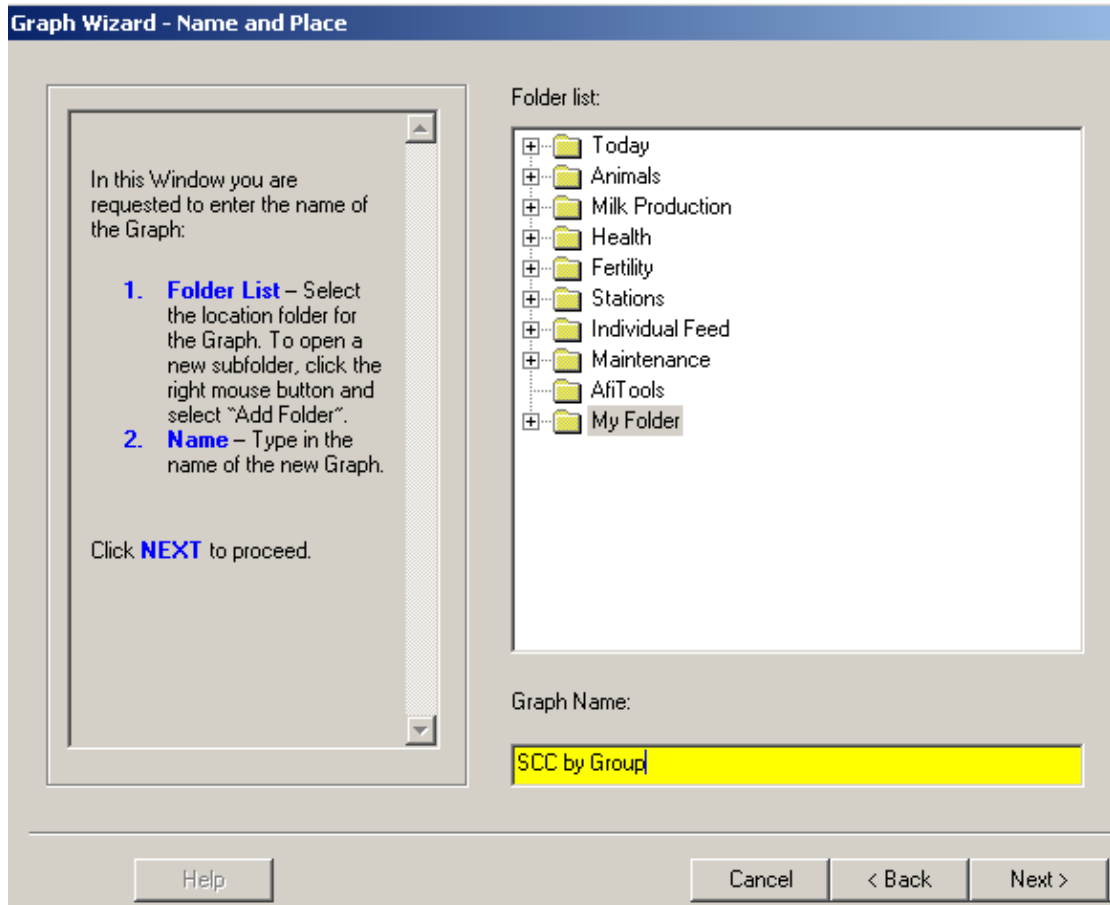 Graph Wizard - Name and Place
In this Window you are
requested to enter the name of
the Graph:
1. Folder List – Select
the location folder for
the Graph. To open a
new subfolder, click the
right mouse button and
select “Add Folder”.
2. Name – Type in the
name of the new Graph.
Click NEXT to proceed.
Folder list:
Today
Animals
Milk Production
Health
Fertility
Stations
Individual Feed
Maintenance
AfiTools
My Folder
Graph Name:
SCC by Group
Help
Cancel
< Back
Next >